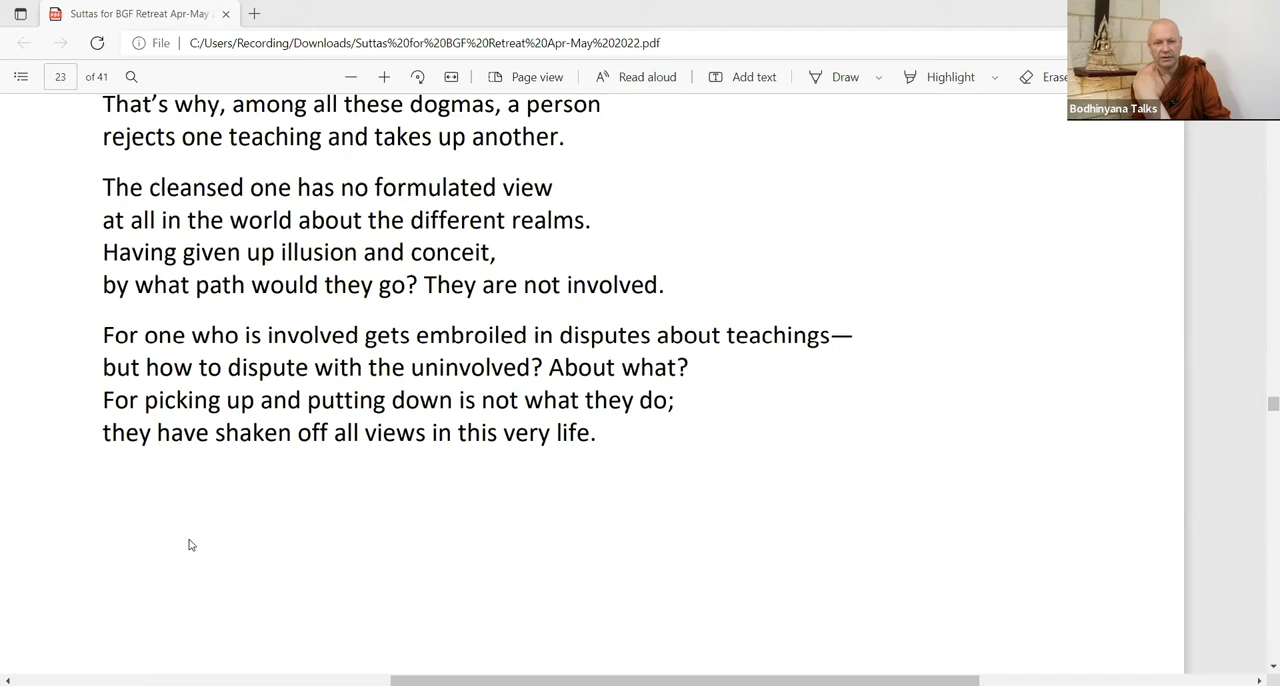 Suttas for BGF Retreat Apr-May
File
C:/Users/Recording/Downloads/Suttas%20for%20BGF%20Retreat%20Apr-May%202022.pdf
23 of 41
Page view
Read aloud
Add text
Draw
Highlight
Erase
Bodhinyana Talks
That's why, among all these dogmas, a person
rejects one teaching and takes up another.
The cleansed one has no formulated view
at all in the world about the different realms.
Having given up illusion and conceit,
by what path would they go? They are not involved.
For one who is involved gets embroiled in disputes about teachings—
but how to dispute with the uninvolved? About what?
For picking up and putting down is not what they do;
they have shaken off all views in this very life.